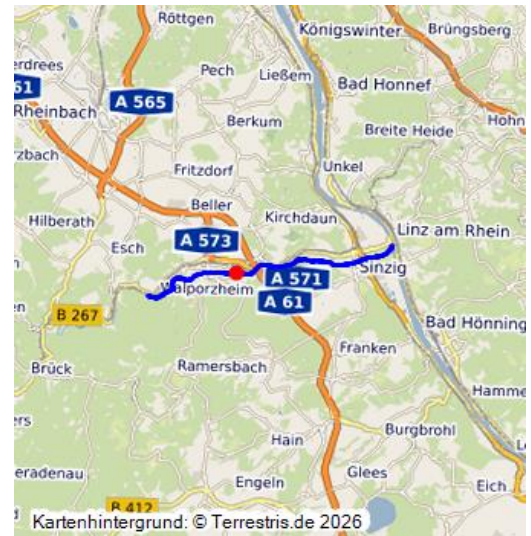 Röttgen
Königswinter
Brüngsberg
erdrees
Pech
Ließem
61
Bad Honnef
A 565
Rheinbach
Hohn
Berkum
Breite Heide
rzbach
Fritzdorf
Unkel
Beller
Kirchdaun
Hilberath
Linz am Rhein
Esch
A 573
Sinzig
A 571
en
Walporzheim
A 61
B 267
Bad Hönning
Franken
Brück
Ramersbach
Hamme
ers
Burgbrohl
Hain
Glees
eradenau
Engeln
Eich
B 412
Kartenhintergrund: © Terrestris.de 2026